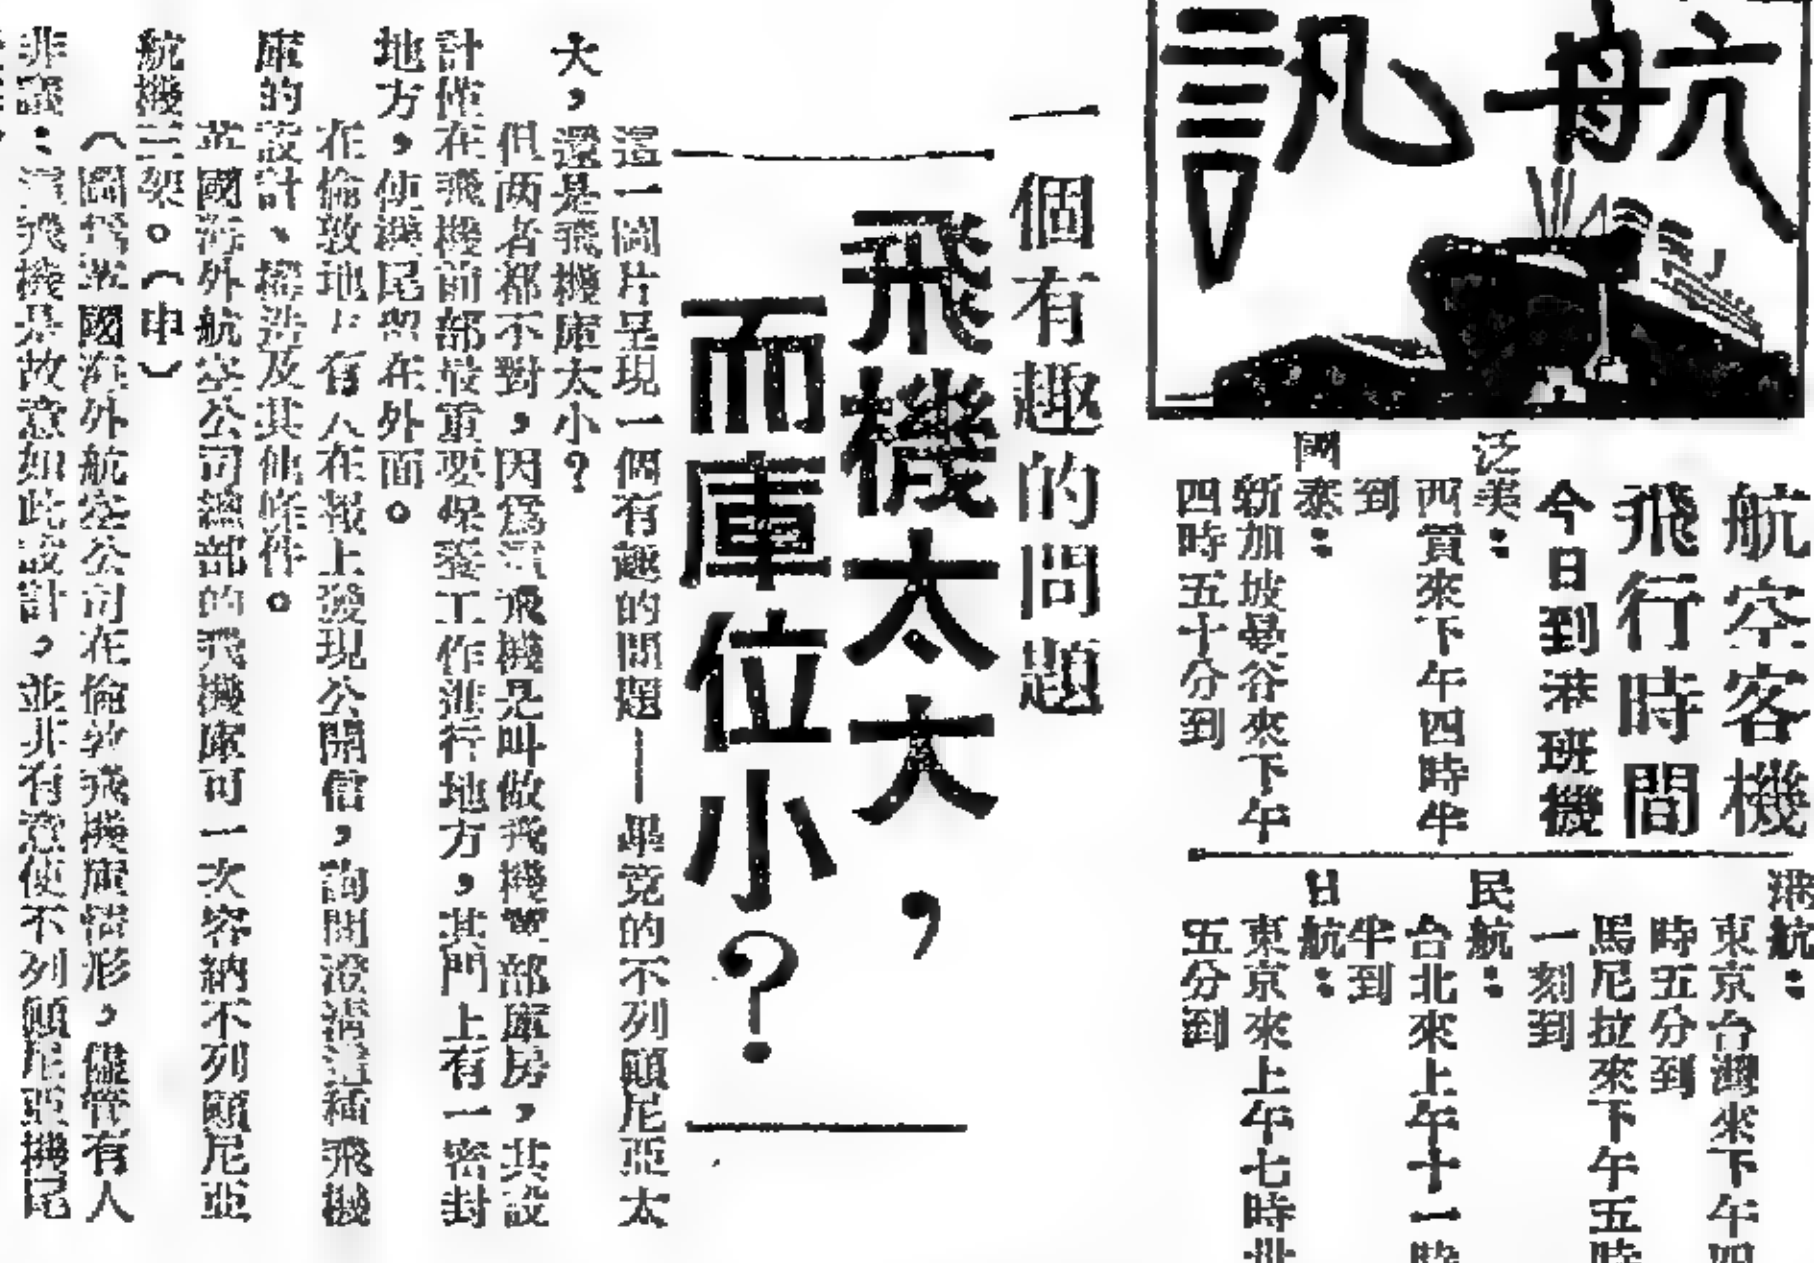 航訊
航空客機
飛行時間
今日到港班機
泛美：
西貢來下午四時半
到
國泰：
新加坡曼谷來下午
四時五十分到
港航：
東京台灣來下午四
時五分到
馬尼拉來下午五時
一刻到
民航：
台北來上午十一時
半到
日航：
東京來上午七時卅
五分到
一個有趣的問題
飛機太大，
而庫位小？
這一圖片呈現一個有趣的問題——畢竟的不列顛尼亞太
大，還是飛機庫太小？
但两者都不對，因爲這飛機是叫做飛機置部庫房，其設
計僅在飛機前部最重要保養工作進行地方，其門上有一密封
地方，使機尾留在外面。
在倫敦地方有人在報上發現公開信，詢問澄清這種飛機
庫的設計、構造及其他條件。
英國海外航空公司總部的飛機庫可一次容納不列顛尼亞
航機三架。（申）
（圖爲英國海外航空公司在倫敦飛機庫情形，儘管有人
非議：這飛機是故意如此設計，並非有意使不列顛尼亞機尾